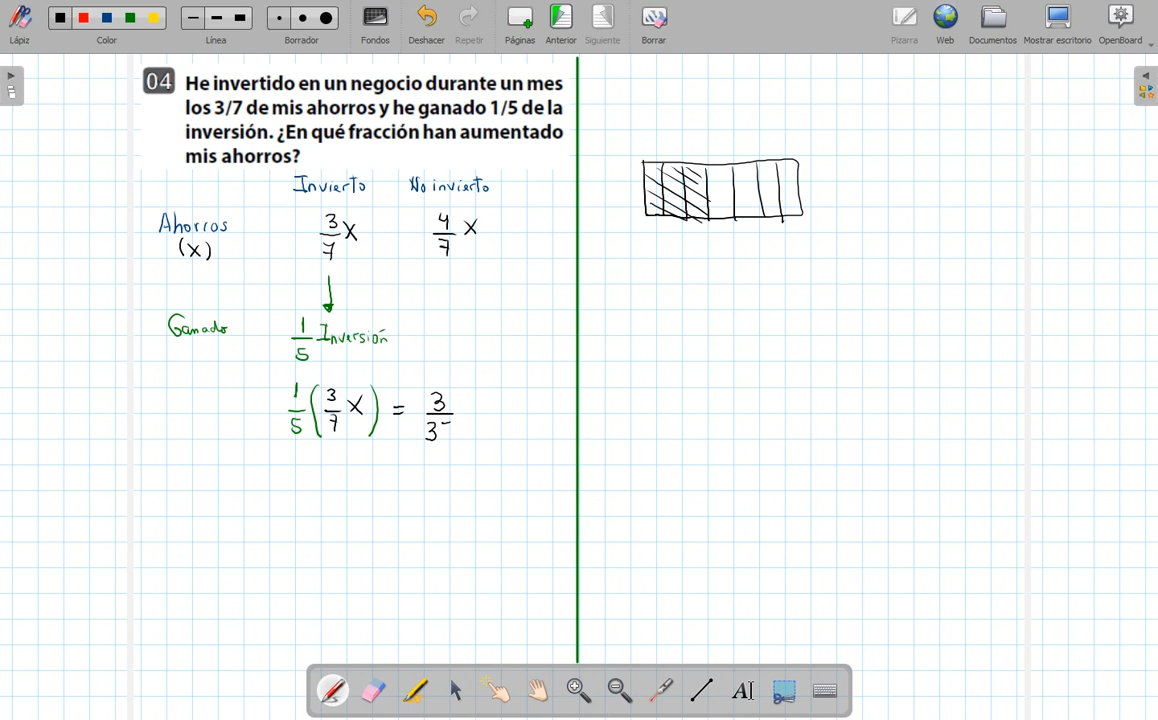 Lápiz Color Línea Borrador Fondos Deshacer Repetir Páginas Anterior Siguiente Borrar Pizarra Web Documentos Mostrar escritorio OpenBoard
04 He invertido en un negocio durante un mes
los 3/7 de mis ahorros y he ganado 1/5 de la
inversión. ¿En qué fracción han aumentado
mis ahorros?
Invierto No invierto
Ahorros (x) 3/7 x 4/7 x
Ganado 1/5 Inversión
1/5 (3/7 x) = 3/3
AI